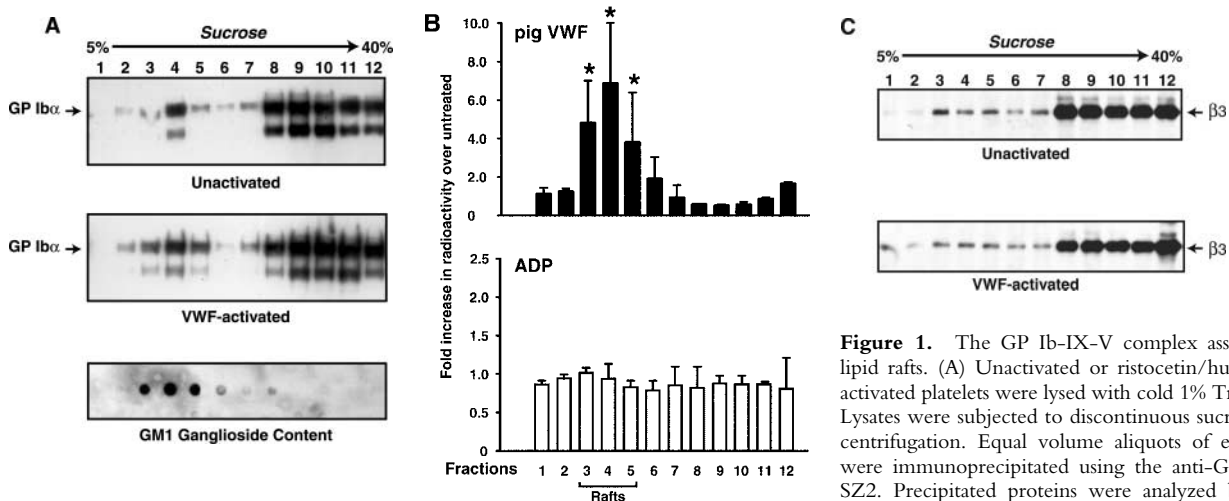 A
Sucrose
5% 40%
1 2 3 4 5 6 7 8 9 10 11 12
GP Ibα
Unactivated
GP Ibα
VWF-activated
GM1 Ganglioside Content
B
Fold increase in radioactivity over untreated
pig VWF
10.0
8.0
6.0
4.0
2.0
0
* * *
ADP
2.5
2.0
1.5
1.0
0.5
0.0
Fractions 1 2 3 4 5 6 7 8 9 10 11 12
Rafts
C
Sucrose
5% 40%
1 2 3 4 5 6 7 8 9 10 11 12
β3
Unactivated
β3
VWF-activated
Figure 1. The GP Ib-IX-V complex ass
lipid rafts. (A) Unactivated or ristocetin/hu
activated platelets were lysed with cold 1% Tr
Lysates were subjected to discontinuous sucr
centrifugation. Equal volume aliquots of e
were immunoprecipitated using the anti-G
SZ2. Precipitated proteins were analyzed